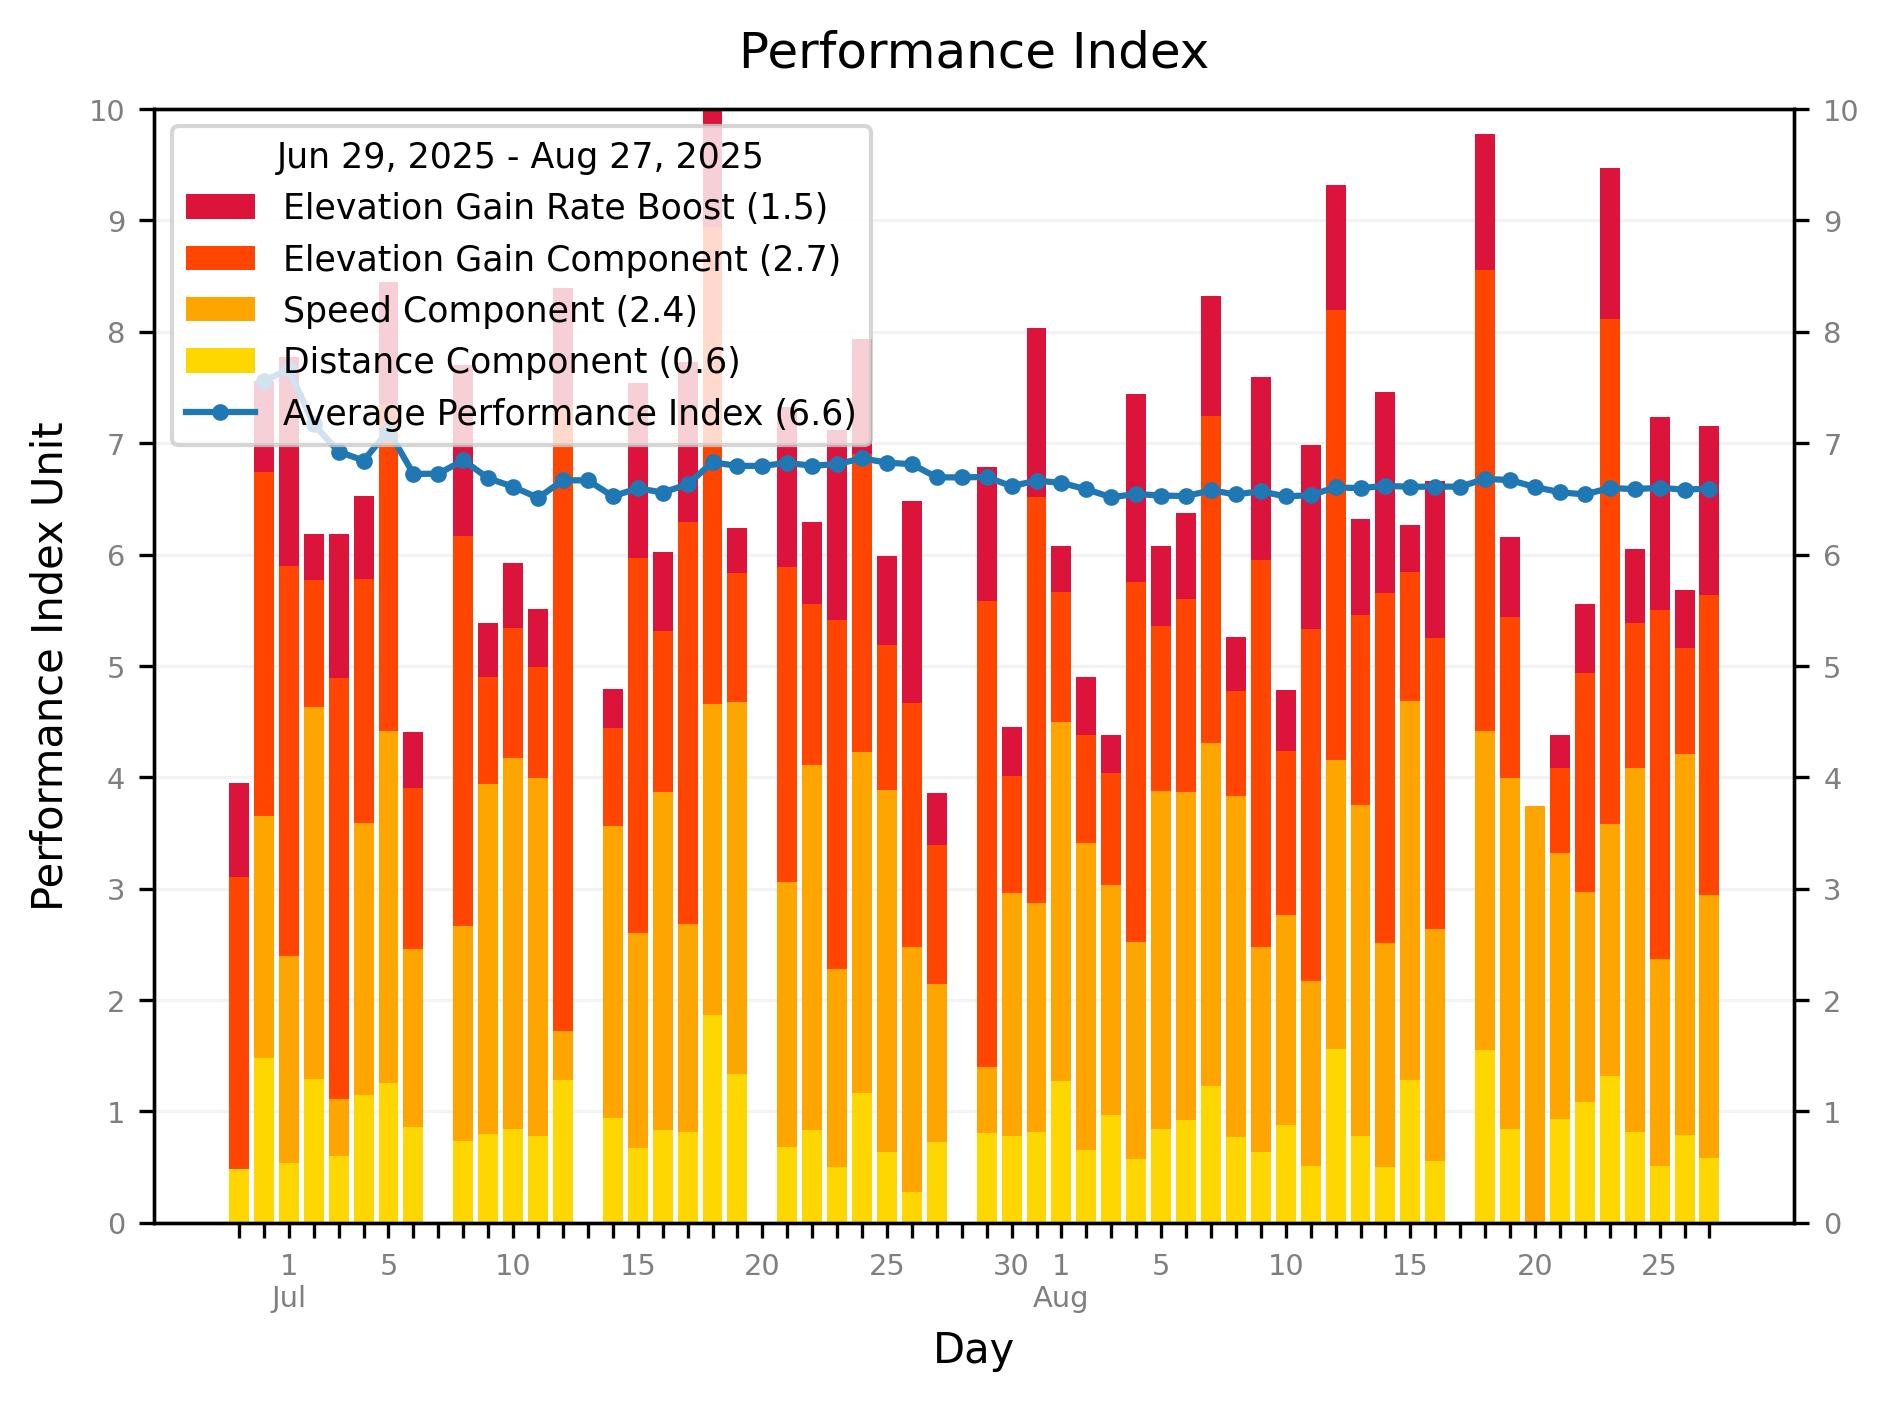 Performance Index
Jun 29, 2025 - Aug 27, 2025
Elevation Gain Rate Boost (1.5)
Elevation Gain Component (2.7)
Speed Component (2.4)
Distance Component (0.6)
Average Performance Index (6.6)
Performance Index Unit
10 10
9 9
8 8
7 7
6 6
5 5
4 4
3 3
2 2
1 1
0 0
1 5 10 15 20 25 30 1 5 10 15 20 25
Jul Aug
Day